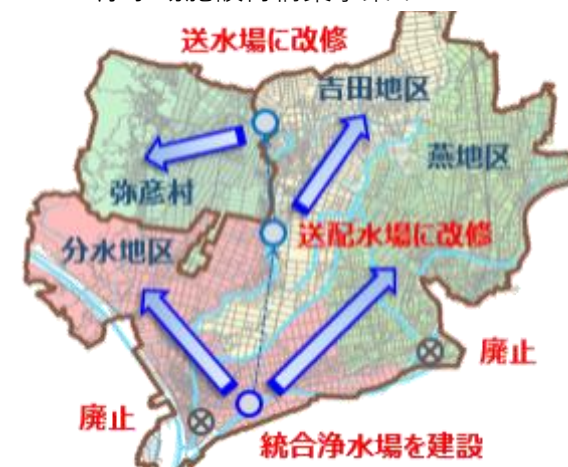 送水場に改修
吉田地区
燕地区
弥彦村
分水地区
送配水場に改修
廃止
廃止
統合浄水場を建設